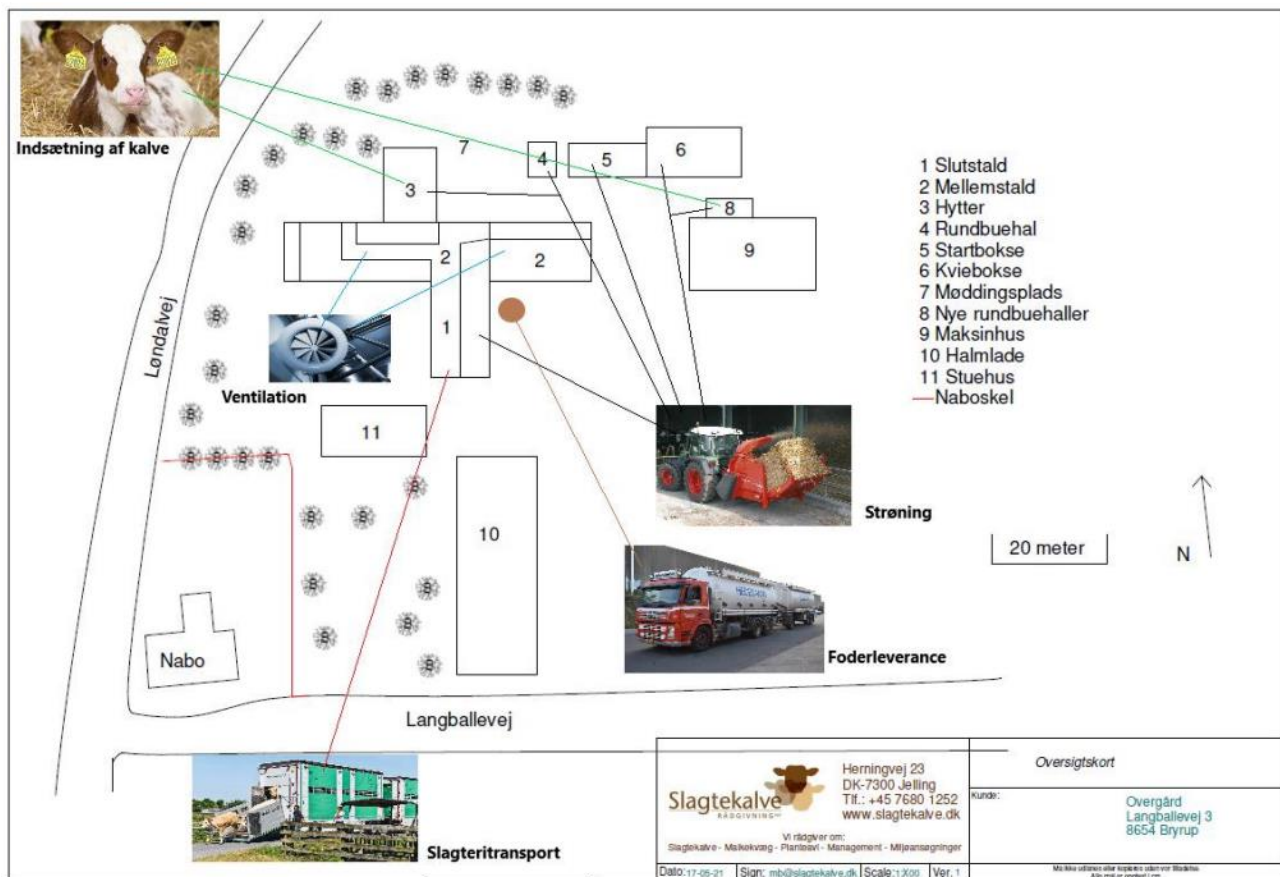 Indsætning af kalve
7
4
5
6
3
8
9
2
2
1
1 Slutstald
2 Mellemstald
3 Hytter
4 Rundbuehal
5 Startbokse
6 Kviebokse
7 Møddingsplads
8 Nye rundbuehaller
9 Maksinhus
10 Halmlade
11 Stuehus
Naboskel
Løndalvej
Ventilation
11
Strøning
10
20 meter
N
Nabo
Foderleverance
Langballevej
Slagteritransport
Slagtekalve
RÅDGIVNING
Herningvej 23
DK-7300 Jelling
Tlf.: +45 7680 1252
www.slagtekalve.dk
Vi rådgiver om:
Slagtekalve - Malkekvæg - Planteavl - Management - Miljøansøgninger
Dato: 17-05-21 Sign: mb@slagtekalve.dk Scale: 1:X00 Ver. 1
Oversigtskort
Kunde:
Overgård
Langballevej 3
8654 Bryrup